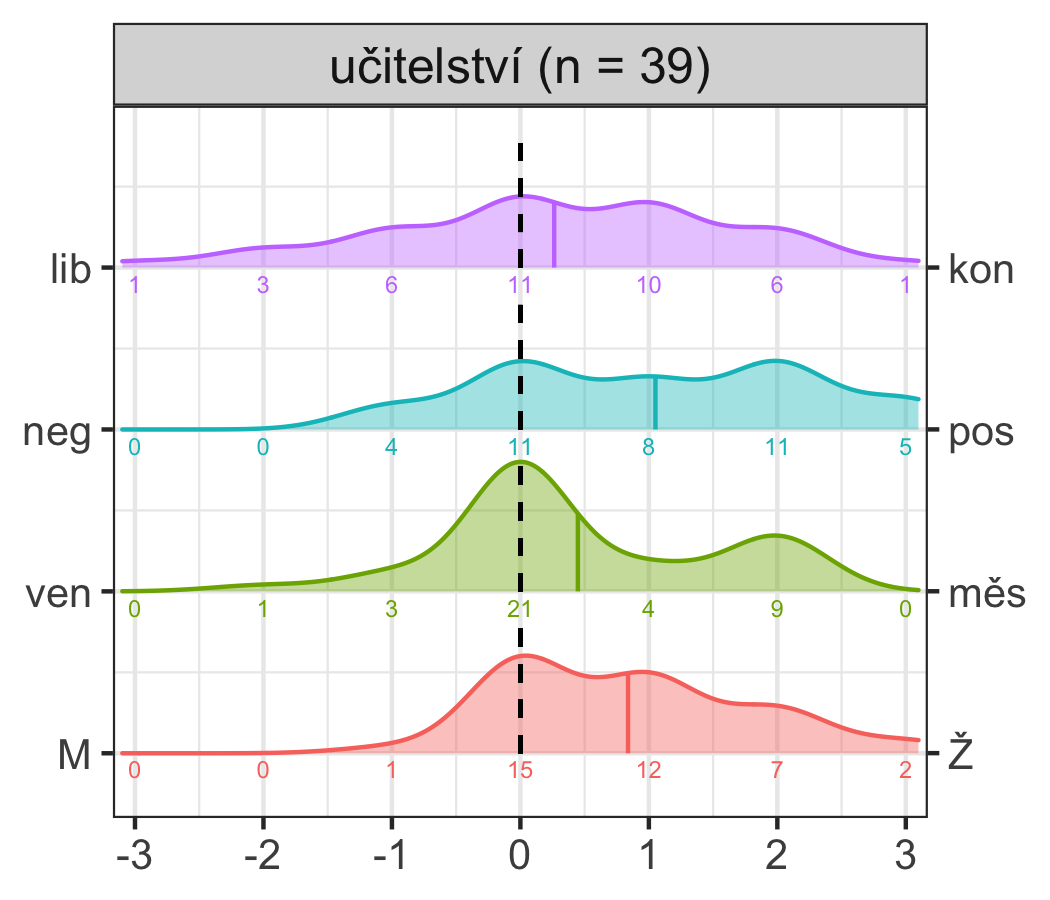 učitelství (n = 39)
lib kon
1 3 6 11 10 6 1
neg pos
0 0 4 11 8 11 5
ven měs
0 1 3 21 4 9 0
M Ž
0 0 1 15 12 7 2
-3 -2 -1 0 1 2 3